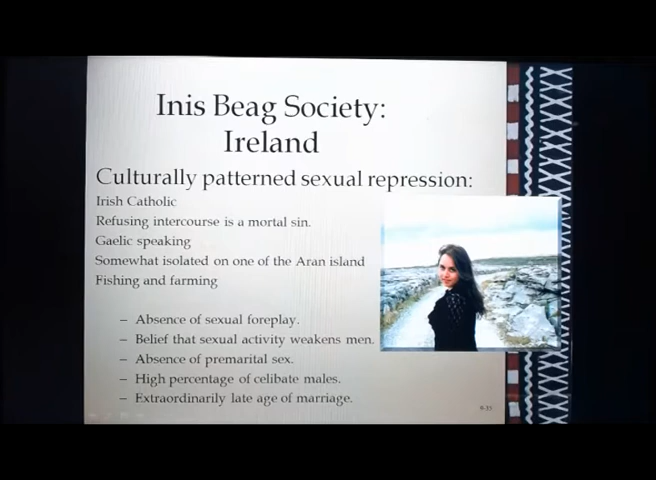 Inis Beag Society:
Ireland
Culturally patterned sexual repression:
Irish Catholic
Refusing intercourse is a mortal sin.
Gaelic speaking
Somewhat isolated on one of the Aran island
Fishing and farming
– Absence of sexual foreplay.
– Belief that sexual activity weakens men.
– Absence of premarital sex.
– High percentage of celibate males.
– Extraordinarily late age of marriage.